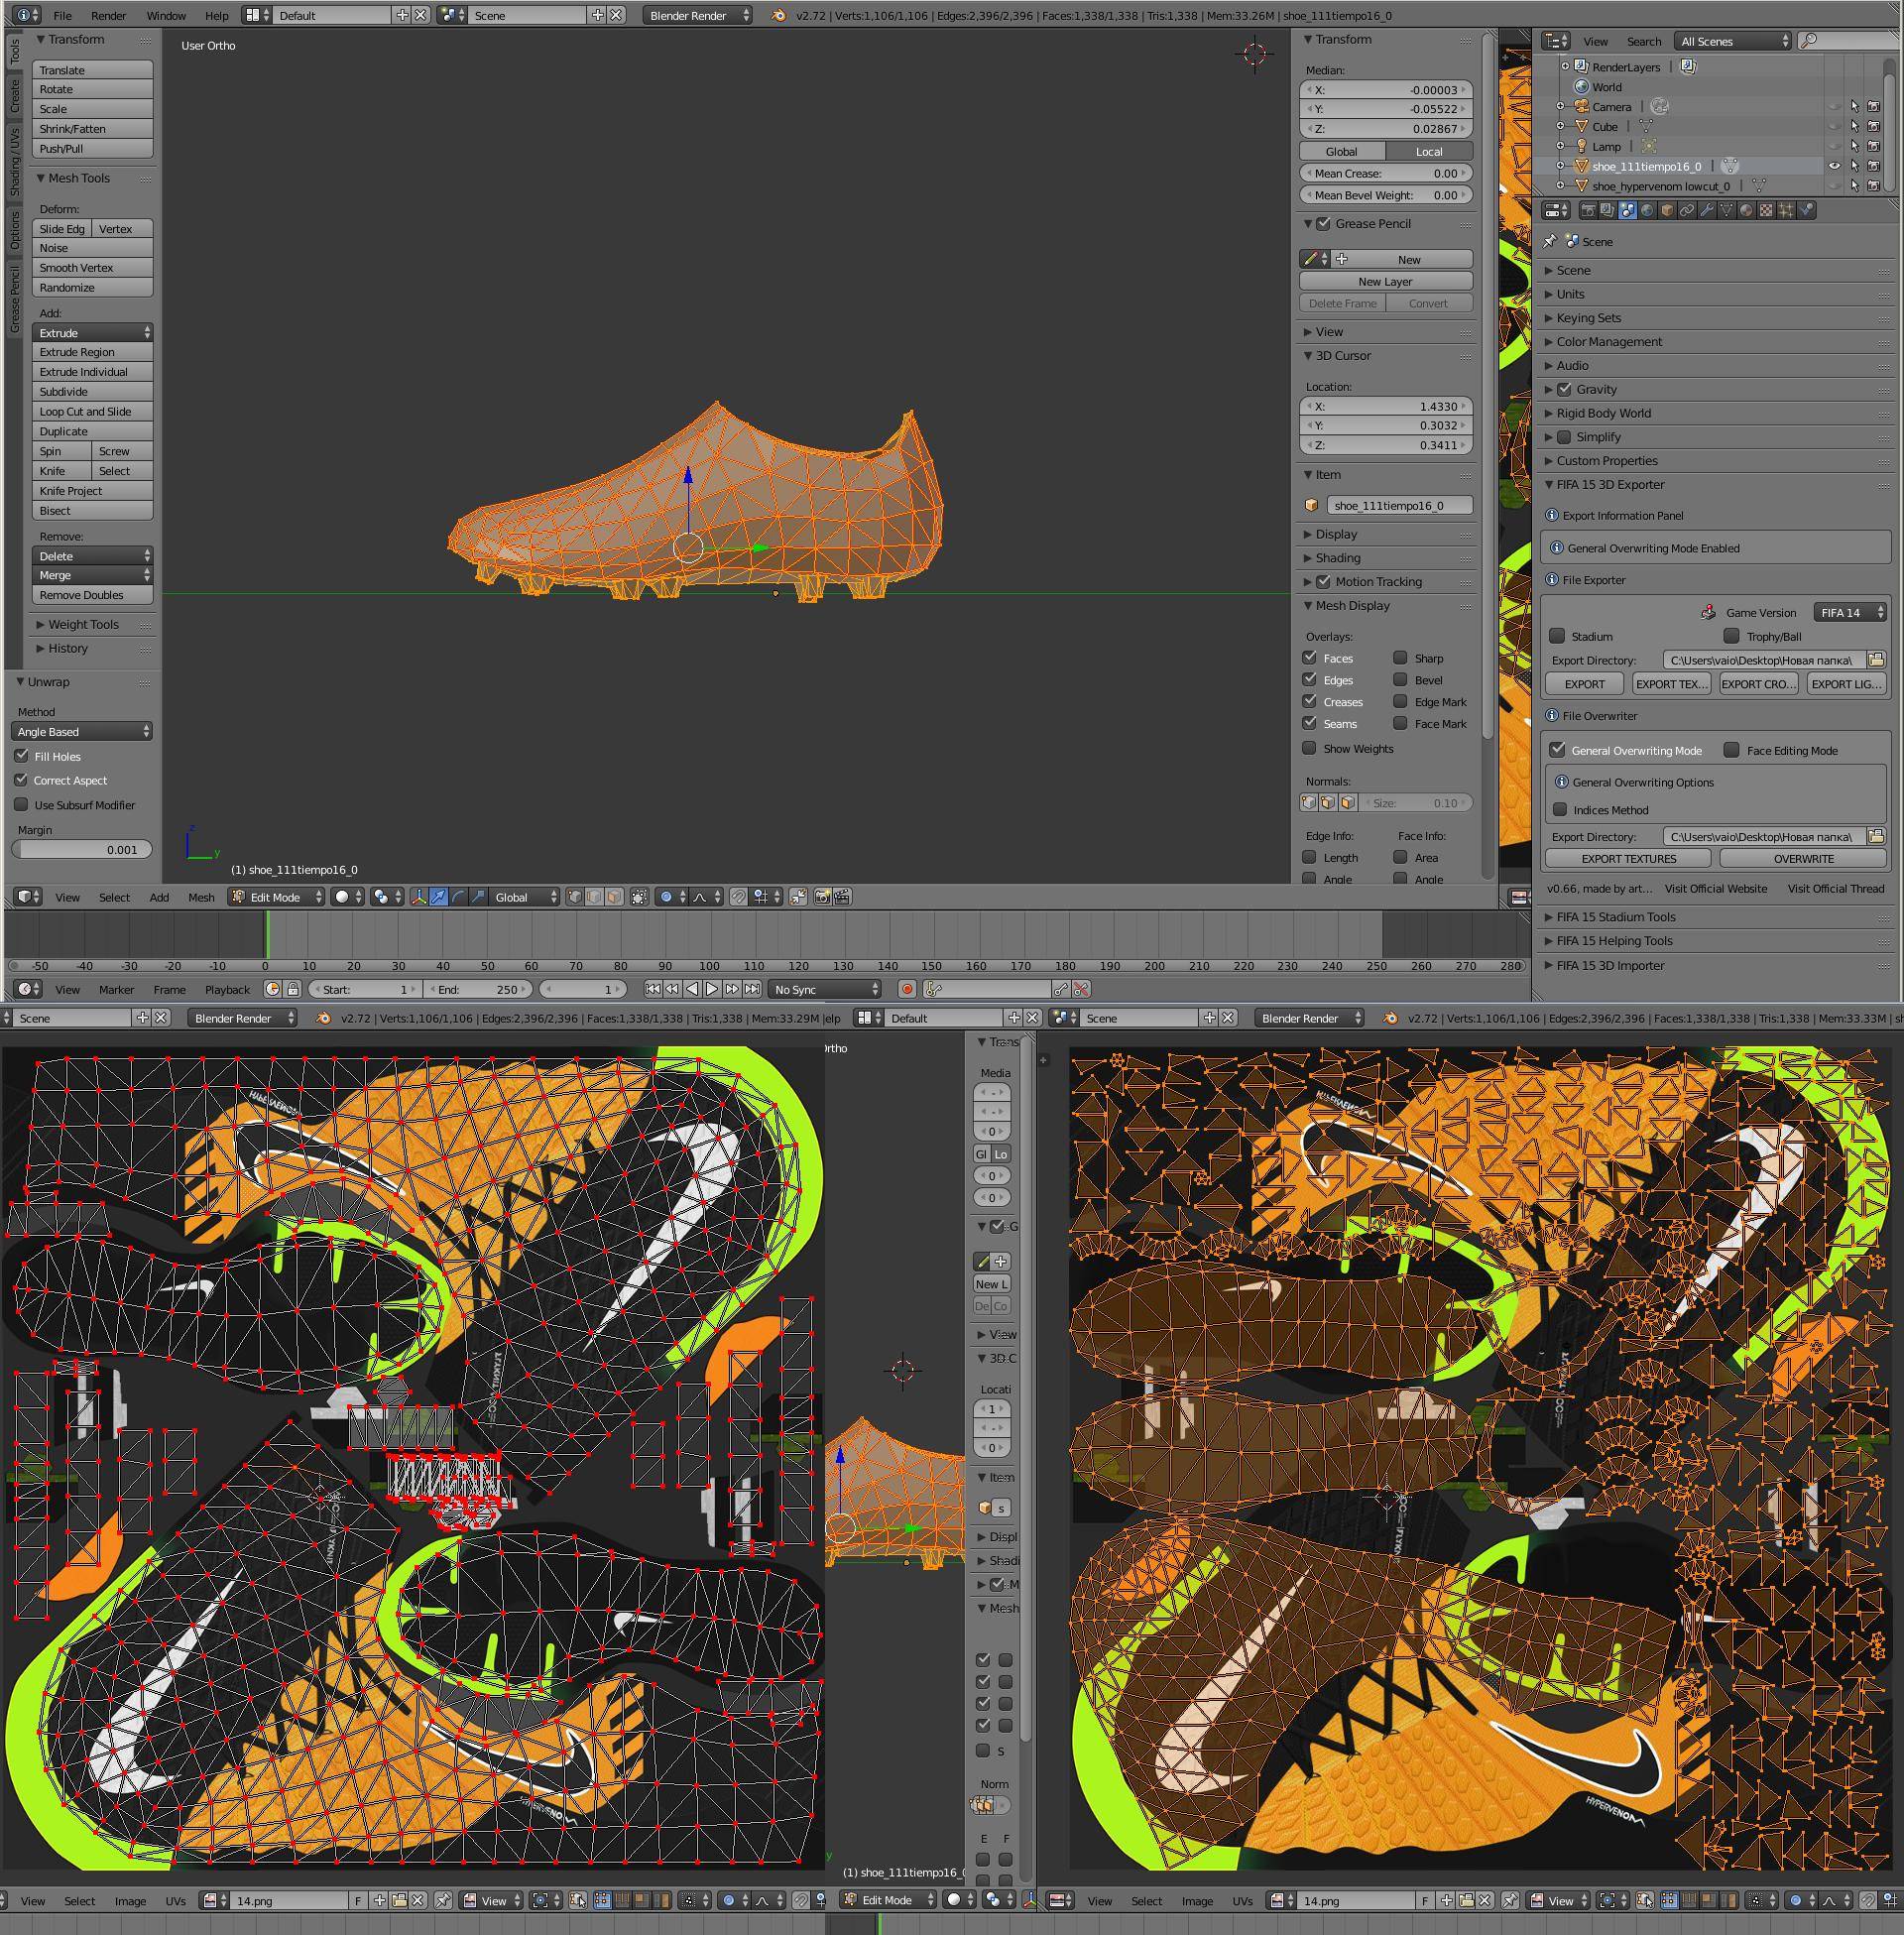 File Render Window Help Default Scene Blender Render v2.72 | Verts:1,106/1,106 | Edges:2,396/2,396 | Faces:1,338/1,338 | Tris:1,338 | Mem:33.26M | shoe_111tiempo16_0
Tools
Create
Shading / UVs
Options
Grease Pencil
Transform
Translate
Rotate
Scale
Shrink/Fatten
Push/Pull
Mesh Tools
Deform:
Slide Edg Vertex
Noise
Smooth Vertex
Randomize
Add:
Extrude
Extrude Region
Extrude Individual
Subdivide
Loop Cut and Slide
Duplicate
Spin Screw
Knife Select
Knife Project
Bisect
Remove:
Delete
Merge
Remove Doubles
Weight Tools
History
Unwrap
Method
Angle Based
Fill Holes
Correct Aspect
Use Subsurf Modifier
Margin
0.001
User Ortho
z
y
(1) shoe_111tiempo16_0
Transform
Median:
X: -0.00003
Y: -0.05522
Z: 0.02867
Global Local
Mean Crease: 0.00
Mean Bevel Weight: 0.00
Grease Pencil
New
New Layer
Delete Frame Convert
View
3D Cursor
Location:
X: 1.4330
Y: 0.3032
Z: 0.3411
Item
shoe_111tiempo16_0
Display
Shading
Motion Tracking
Mesh Display
Overlays:
Faces Sharp
Edges Bevel
Creases Edge Mark
Seams Face Mark
Show Weights
Normals:
Size: 0.10
Edge Info: Face Info:
Length Area
Angle Angle
View Search All Scenes
RenderLayers
World
Camera
Cube
Lamp
shoe_111tiempo16_0
shoe_hypervenom lowcut_0
Scene
Scene
Units
Keying Sets
Color Management
Audio
Gravity
Rigid Body World
Simplify
Custom Properties
FIFA 15 3D Exporter
Export Information Panel
General Overwriting Mode Enabled
File Exporter
Game Version FIFA 14
Stadium Trophy/Ball
Export Directory: C:\Users\vaio\Desktop\Новая папка\
EXPORT EXPORT TEX... EXPORT CRO... EXPORT LIG...
File Overwriter
General Overwriting Mode Face Editing Mode
General Overwriting Options
Indices Method
Export Directory: C:\Users\vaio\Desktop\Новая папка\
EXPORT TEXTURES OVERWRITE
v0.66, made by art... Visit Official Website Visit Official Thread
FIFA 15 Stadium Tools
FIFA 15 Helping Tools
FIFA 15 3D Importer
View Select Add Mesh Edit Mode Global
-50 -40 -30 -20 -10 0 10 20 30 40 50 60 70 80 90 100 110 120 130 140 150 160 170 180 190 200 210 220 230 240 250 260 270 280
View Marker Frame Playback Start: 1 End: 250 1 No Sync
Scene Blender Render v2.72 | Verts:1,106/1,106 | Edges:2,396/2,396 | Faces:1,338/1,338 | Tris:1,338 | Mem:33.29M |elp Default Scene Blender Render v2.72 | Verts:1,106/1,106 | Edges:2,396/2,396 | Faces:1,338/1,338 | Tris:1,338 | Mem:33.33M | sh
Ortho
Trans
Media
0
Gl Lo
0
0
G
New L
De Co
View
3D C
Locati
1
-
0
Item
s
Displ
Shadi
M
Mesh
S
Norm
E F
HYPERVENOM
HYPERVENOM
y
(1) shoe_111tiempo16_0
View Select Image UVs 14.png F View Edit Mode
View Select Image UVs 14.png F View